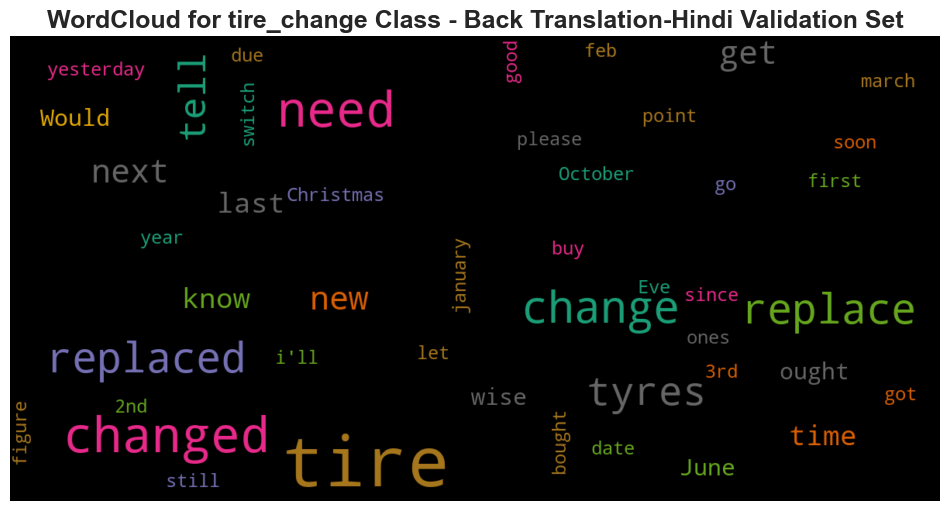 WordCloud for tire_change Class - Back Translation-Hindi Validation Set
yesterday
due
tell
switch
need
Would
good
feb
get
march
point
please
soon
next
last
Christmas
October
go
first
year
january
buy
know
new
change
Eve
since
replace
replaced
i'll
let
ones
3rd
ought
wise
tyres
got
figure
2nd
changed
tire
bought
date
time
June
still